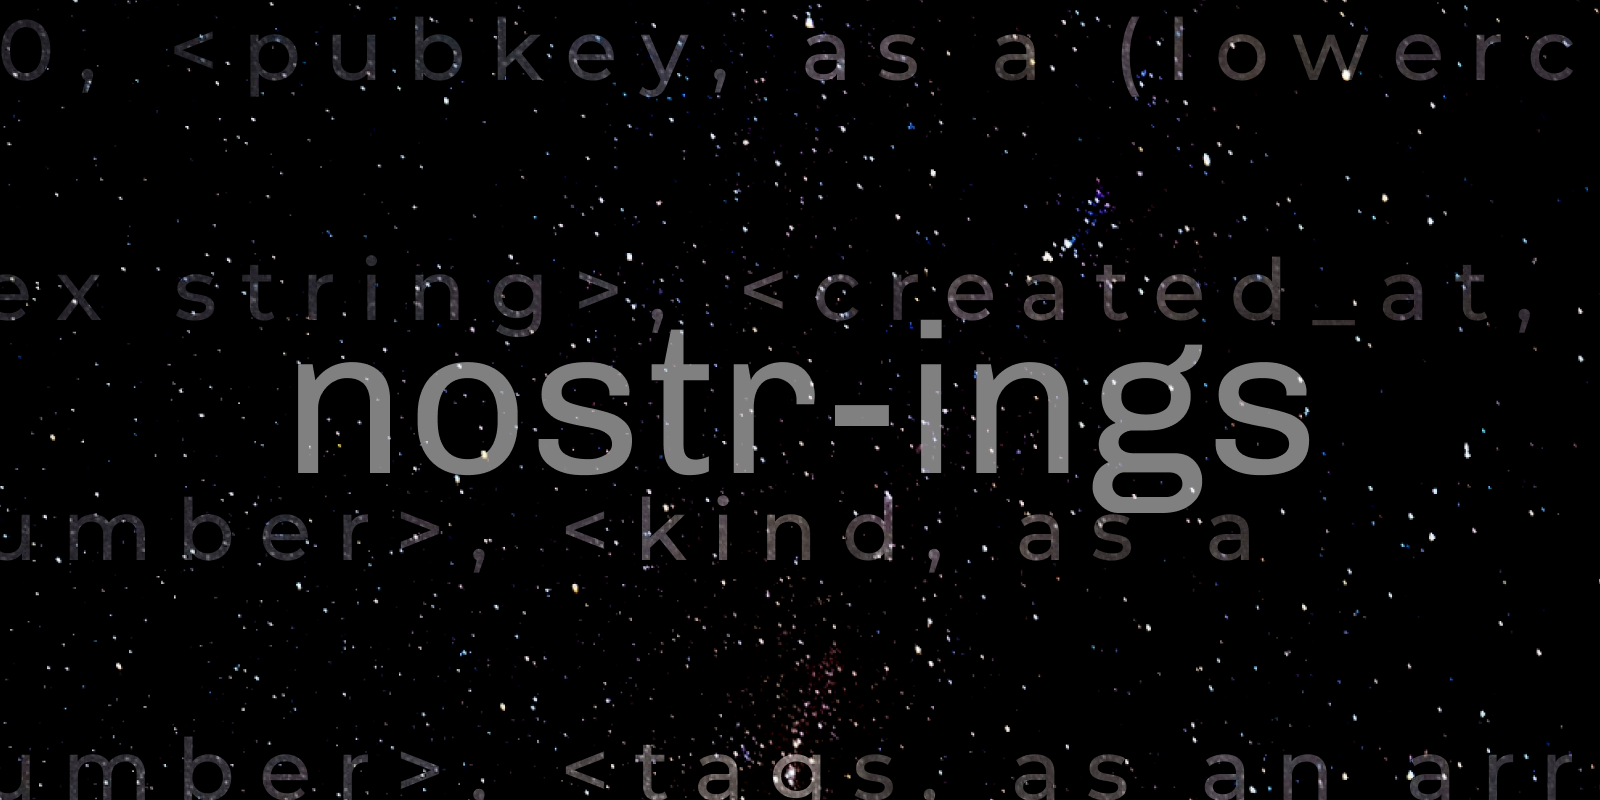 0, <pubkey, as a (lowerc
ex string>, <created_at,
nostr-ings
umber>, <kind, as a
umber>, <tags, as an arr